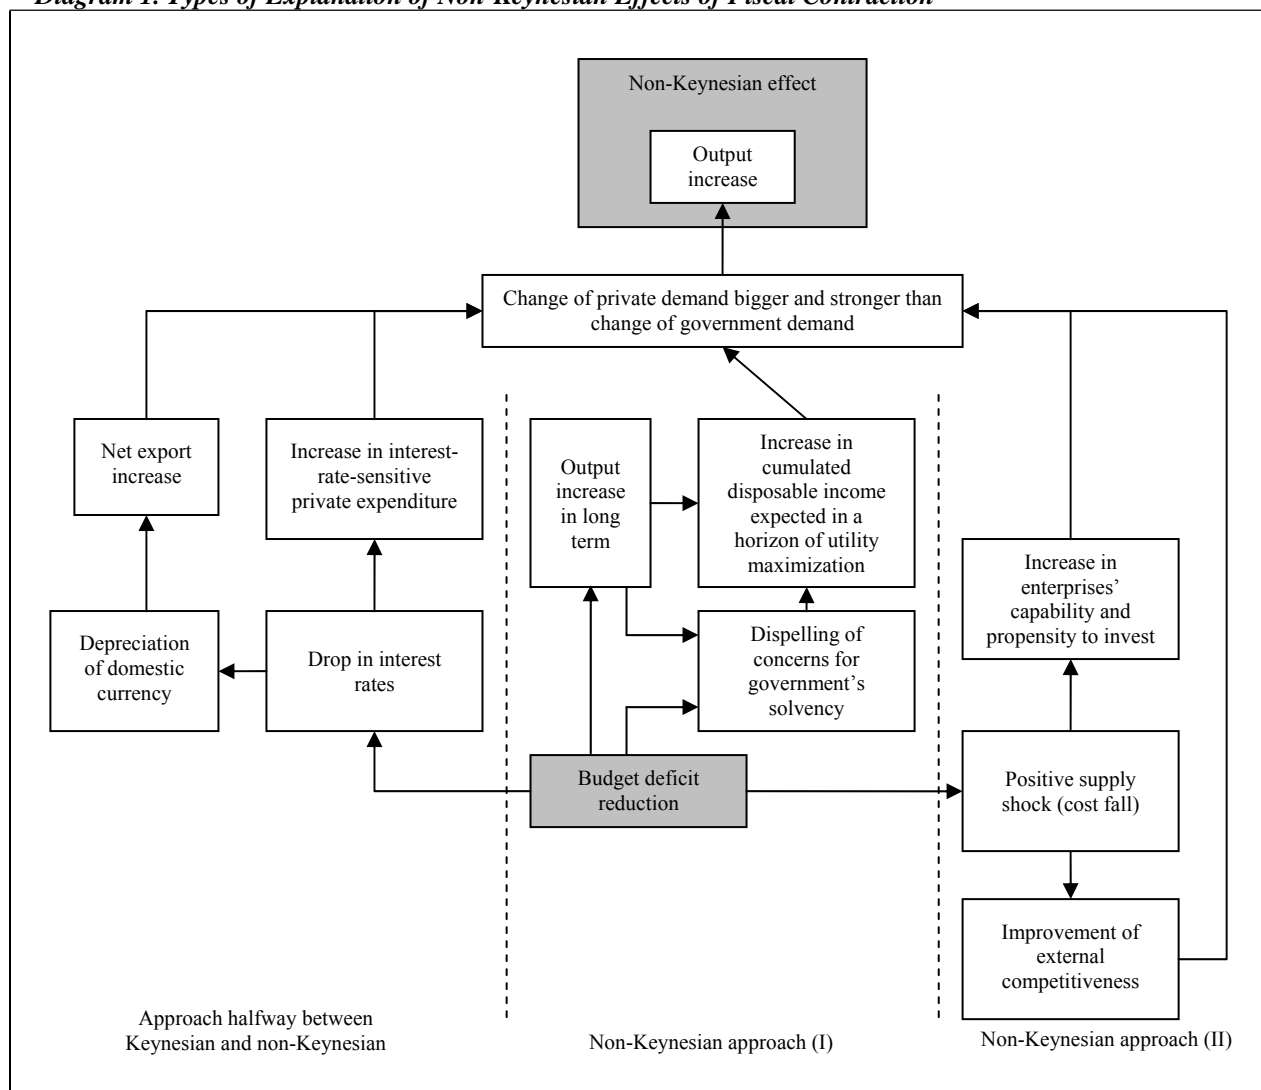 Diagram 1. Types of Explanation of Non-Keynesian Effects of Fiscal Contraction
Non-Keynesian effect
Output
increase
Change of private demand bigger and stronger than
change of government demand
Net export
increase
Increase in interest-
rate-sensitive
private expenditure
Output
increase
in long
term
Increase in
cumulated
disposable income
expected in a
horizon of utility
maximization
Increase in
enterprises’
capability and
propensity to invest
Depreciation
of domestic
currency
Drop in interest
rates
Dispelling of
concerns for
government’s
solvency
Budget deficit
reduction
Positive supply
shock (cost fall)
Improvement of
external
competitiveness
Approach halfway between
Keynesian and non-Keynesian
Non-Keynesian approach (I)
Non-Keynesian approach (II)